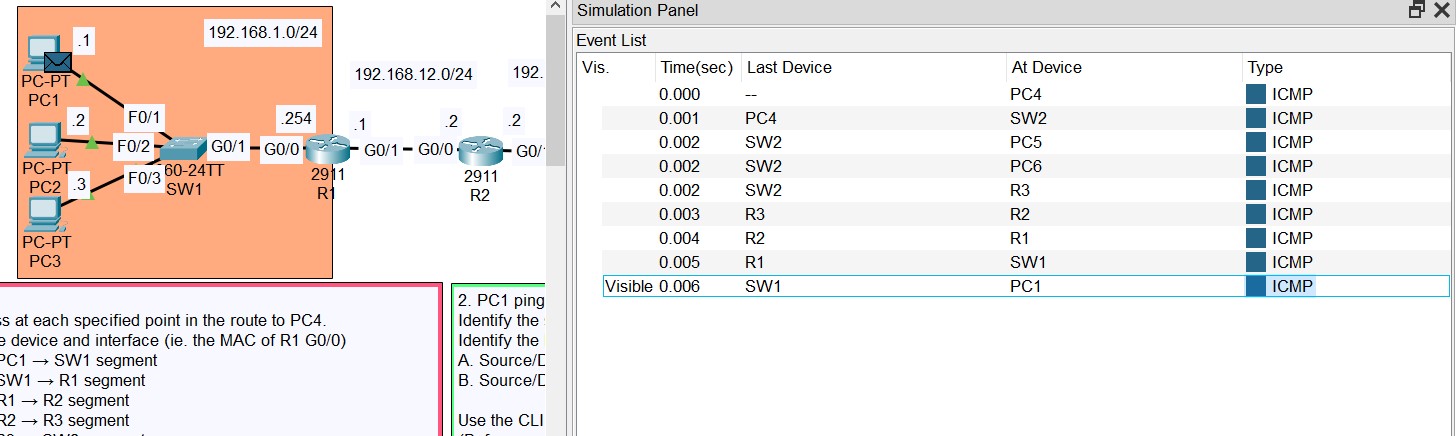 192.168.1.0/24
.1
PC-PT
PC1
192.168.12.0/24
192.
F0/1
.2
.254
.1
.2
.2
F0/2
G0/1
G0/0
G0/1
G0/0
G0/
PC-PT
PC2
.3
F0/3
60-24TT
SW1
2911
R1
2911
R2
PC-PT
PC3
s at each specified point in the route to PC4.
e device and interface (ie. the MAC of R1 G0/0)
PC1 → SW1 segment
SW1 → R1 segment
R1 → R2 segment
R2 → R3 segment
2. PC1 ping
Identify the
Identify the
A. Source/D
B. Source/D
Use the CLI
Simulation Panel
Event List
Vis. Time(sec) Last Device At Device Type
0.000 -- PC4 ICMP
0.001 PC4 SW2 ICMP
0.002 SW2 PC5 ICMP
0.002 SW2 PC6 ICMP
0.002 SW2 R3 ICMP
0.003 R3 R2 ICMP
0.004 R2 R1 ICMP
0.005 R1 SW1 ICMP
Visible 0.006 SW1 PC1 ICMP